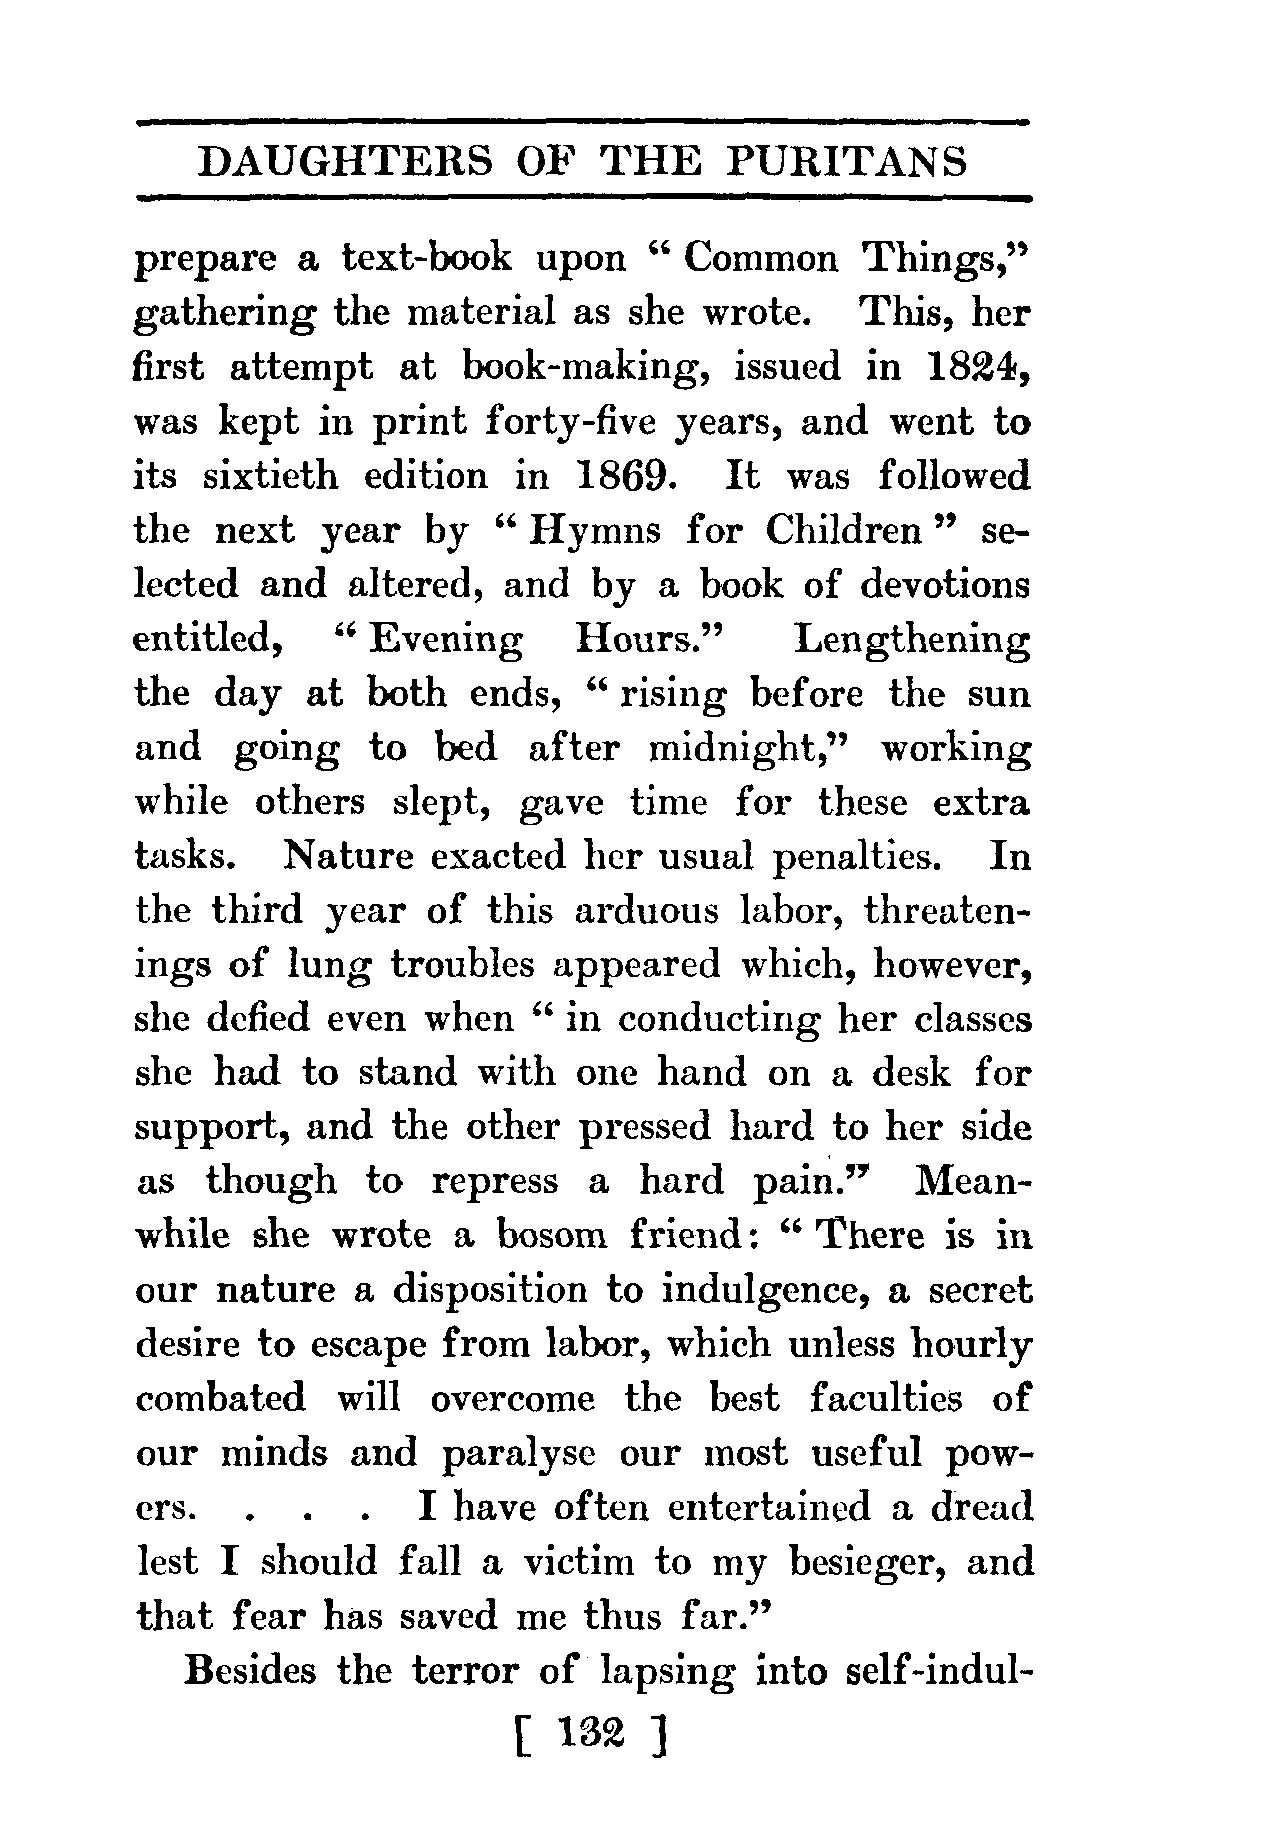 DAUGHTERS OF THE PURITANS
prepare a text-book upon “ Common Things,”
gathering the material as she wrote. This, her
first attempt at book-making, issued in 1824,
was kept in print forty-five years, and went to
its sixtieth edition in 1869. It was followed
the next year by “ Hymns for Children ” se-
lected and altered, and by a book of devotions
entitled, “ Evening Hours.” Lengthening
the day at both ends, “ rising before the sun
and going to bed after midnight,” working
while others slept, gave time for these extra
tasks. Nature exacted her usual penalties. In
the third year of this arduous labor, threaten-
ings of lung troubles appeared which, however,
she defied even when “ in conducting her classes
she had to stand with one hand on a desk for
support, and the other pressed hard to her side
as though to repress a hard pain.” Mean-
while she wrote a bosom friend: “ There is in
our nature a disposition to indulgence, a secret
desire to escape from labor, which unless hourly
combated will overcome the best faculties of
our minds and paralyse our most useful pow-
ers. . . . I have often entertained a dread
lest I should fall a victim to my besieger, and
that fear has saved me thus far.”
Besides the terror of lapsing into self-indul-
[ 132 ]